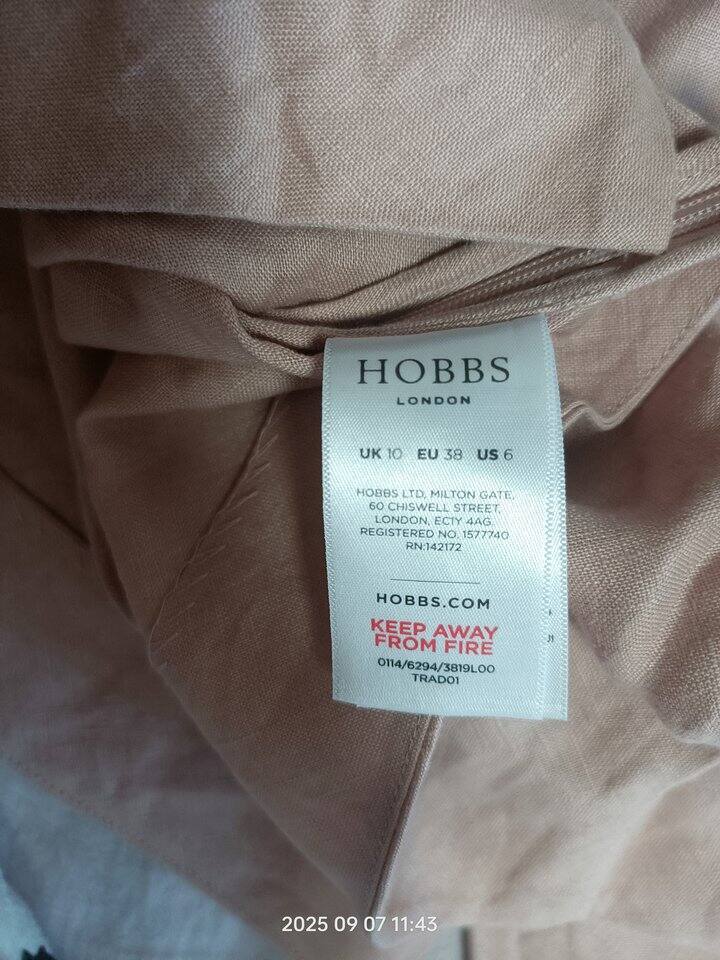 HOBBS
LONDON
UK 10 EU 38 US 6
HOBBS LTD, MILTON GATE,
60 CHISWELL STREET,
LONDON, EC1Y 4AG.
REGISTERED NO. 1577740
RN:142172
HOBBS.COM
KEEP AWAY
FROM FIRE
0114/6294/3819L00
TRAD01
2025 09 07 11:43